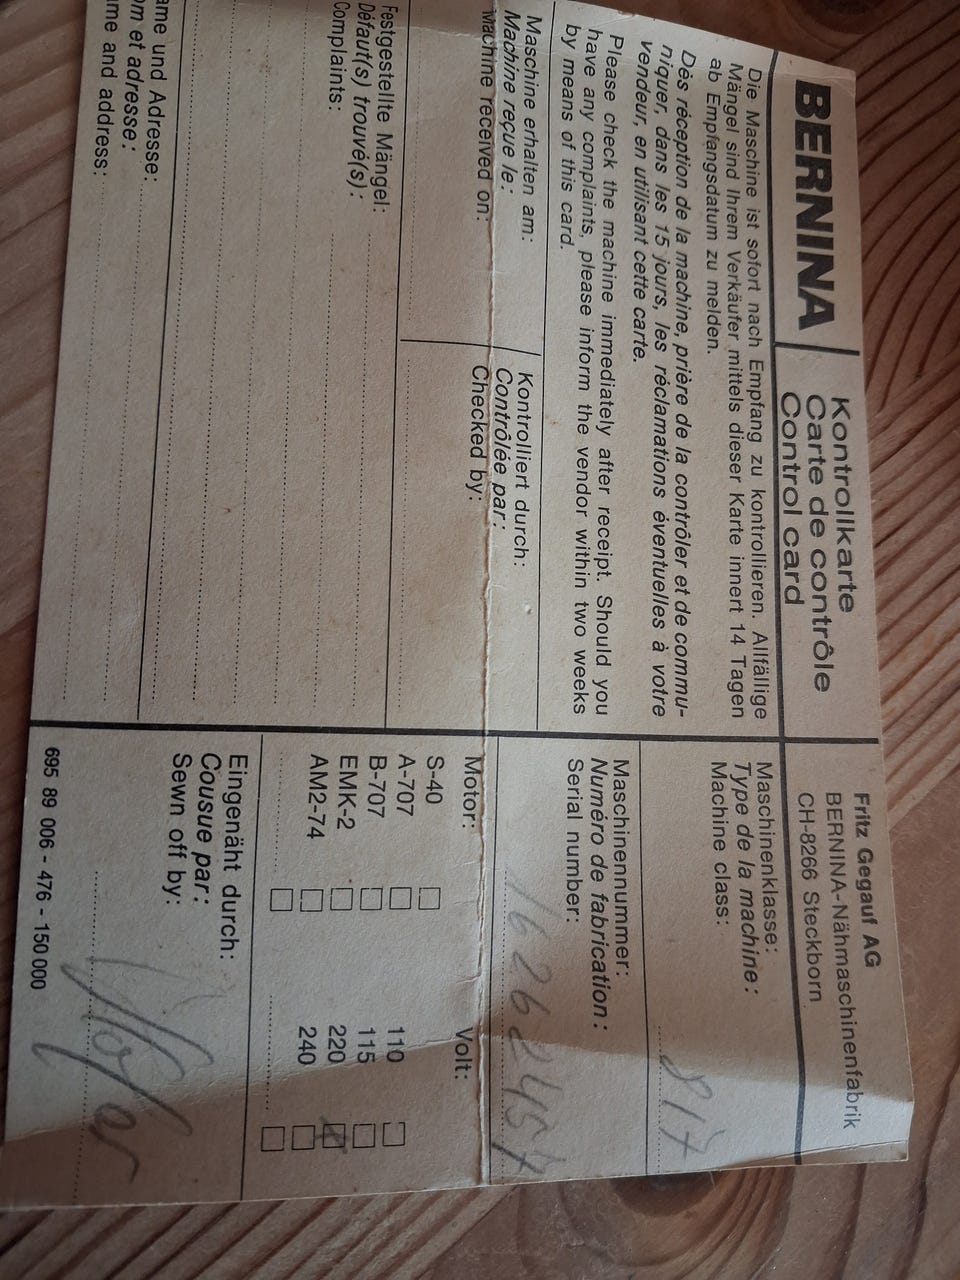 BERNINA
Kontrollkarte
Carte de contrôle
Control card
Fritz Gegauf AG
BERNINA-Nähmaschinenfabrik
CH-8266 Steckborn
Die Maschine ist sofort nach Empfang zu kontrollieren. Allfällige
Mängel sind Ihrem Verkäufer mittels dieser Karte innert 14 Tagen
ab Empfangsdatum zu melden.
Dès réception de la machine, prière de la contrôler et de commu-
niquer, dans les 15 jours, les réclamations éventuelles à votre
vendeur, en utilisant cette carte.
Please check the machine immediately after receipt. Should you
have any complaints, please inform the vendor within two weeks
by means of this card.
Maschine erhalten am:
Machine reçue le:
Machine received on:
Kontrolliert durch:
Contrôlée par:
Checked by:
Festgestellte Mängel:
Défaut(s) trouvé(s):
Complaints:
ame und Adresse:
om et adresse:
me and address:
Maschinenklasse:
Type de la machine:
Machine class:
817
Maschinennummer:
Numéro de fabrication:
Serial number:
16262457
Motor: Volt:
S-40
A-707 110
B-707 115
EMK-2 220 x
AM2-74 240
Eingenäht durch:
Cousue par:
Sewn off by:
695 89 006 - 476 - 150 000